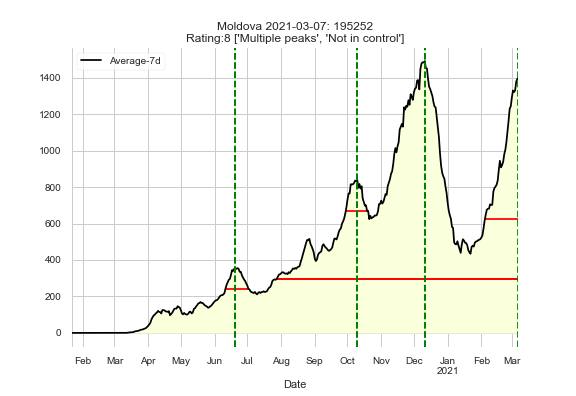 Moldova 2021-03-07: 195252
Rating:8 ['Multiple peaks', 'Not in control']
Average-7d
1400
1200
1000
800
600
400
200
0
Feb Mar Apr May Jun Jul Aug Sep Oct Nov Dec Jan Feb Mar
2021
Date